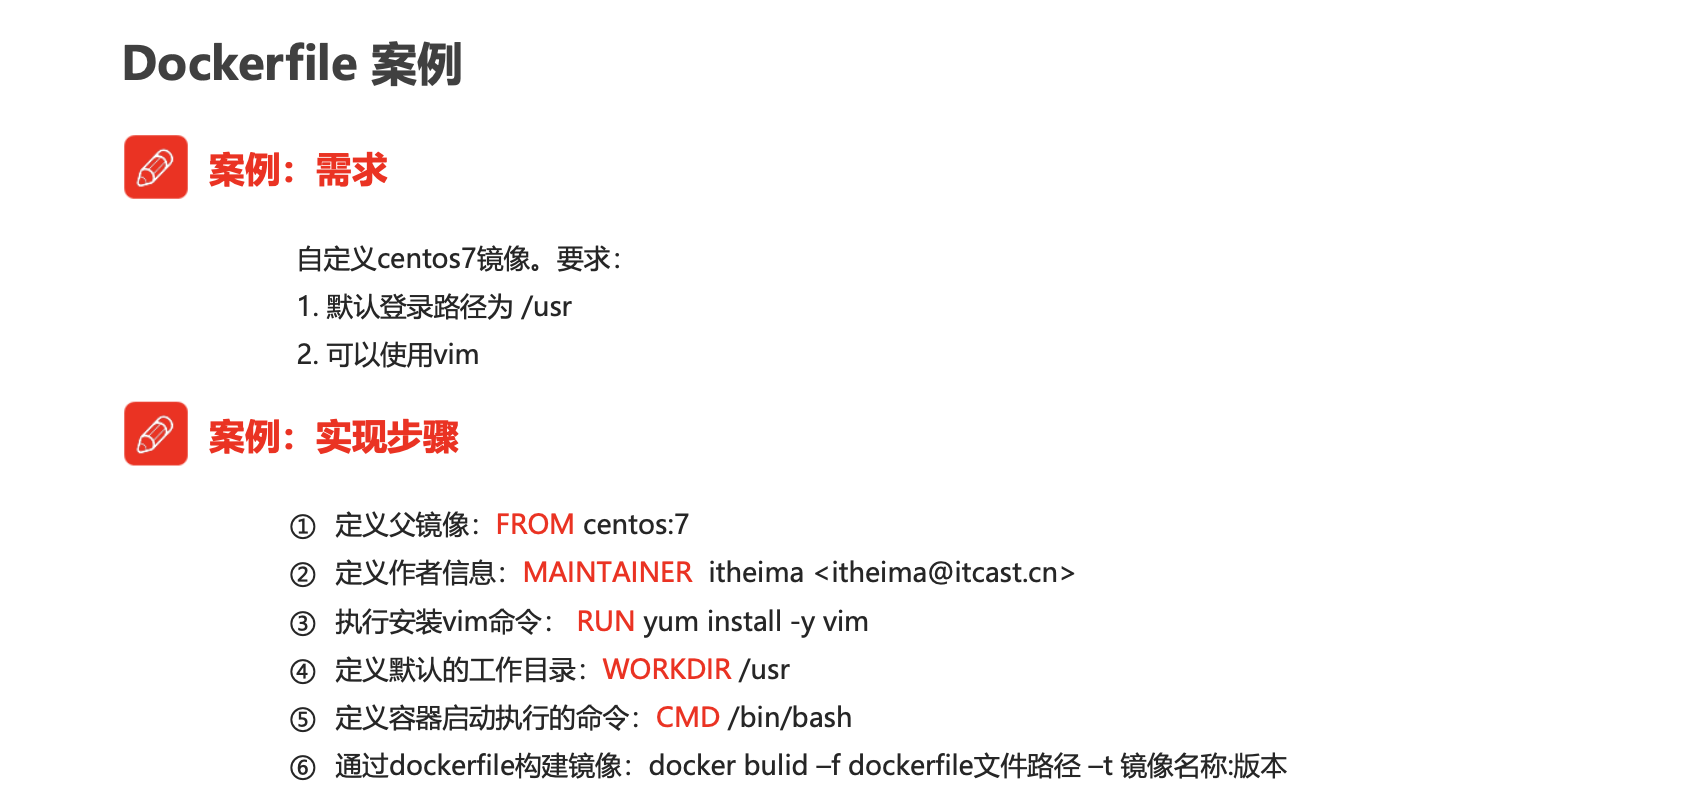 Dockerfile 案例
案例：需求
自定义centos7镜像。要求：
1. 默认登录路径为 /usr
2. 可以使用vim
案例：实现步骤
① 定义父镜像：FROM centos:7
② 定义作者信息：MAINTAINER  itheima <itheima@itcast.cn>
③ 执行安装vim命令： RUN yum install -y vim
④ 定义默认的工作目录：WORKDIR /usr
⑤ 定义容器启动执行的命令：CMD /bin/bash
⑥ 通过dockerfile构建镜像：docker bulid –f dockerfile文件路径 –t 镜像名称:版本